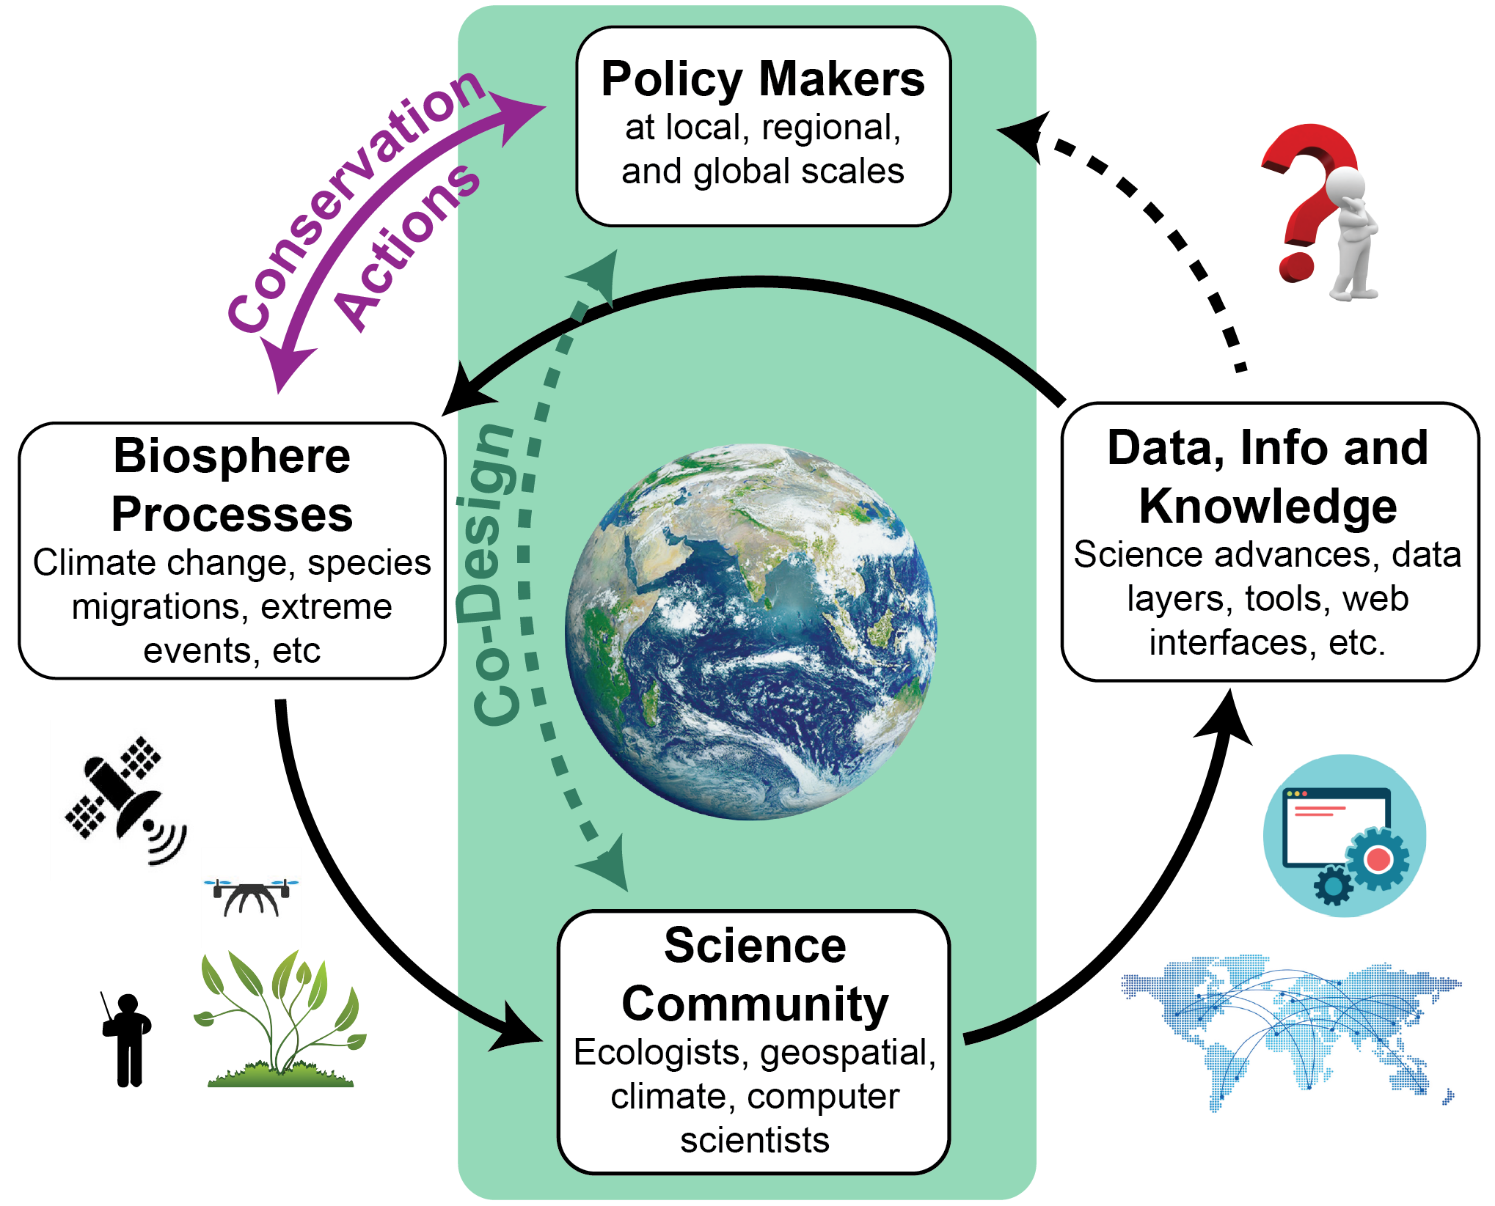 Policy Makers
at local, regional,
and global scales
Conservation
Actions
Biosphere
Processes
Climate change, species
migrations, extreme
events, etc
Co-Design
Data, Info and
Knowledge
Science advances, data
layers, tools, web
interfaces, etc.
Science
Community
Ecologists, geospatial,
climate, computer
scientists